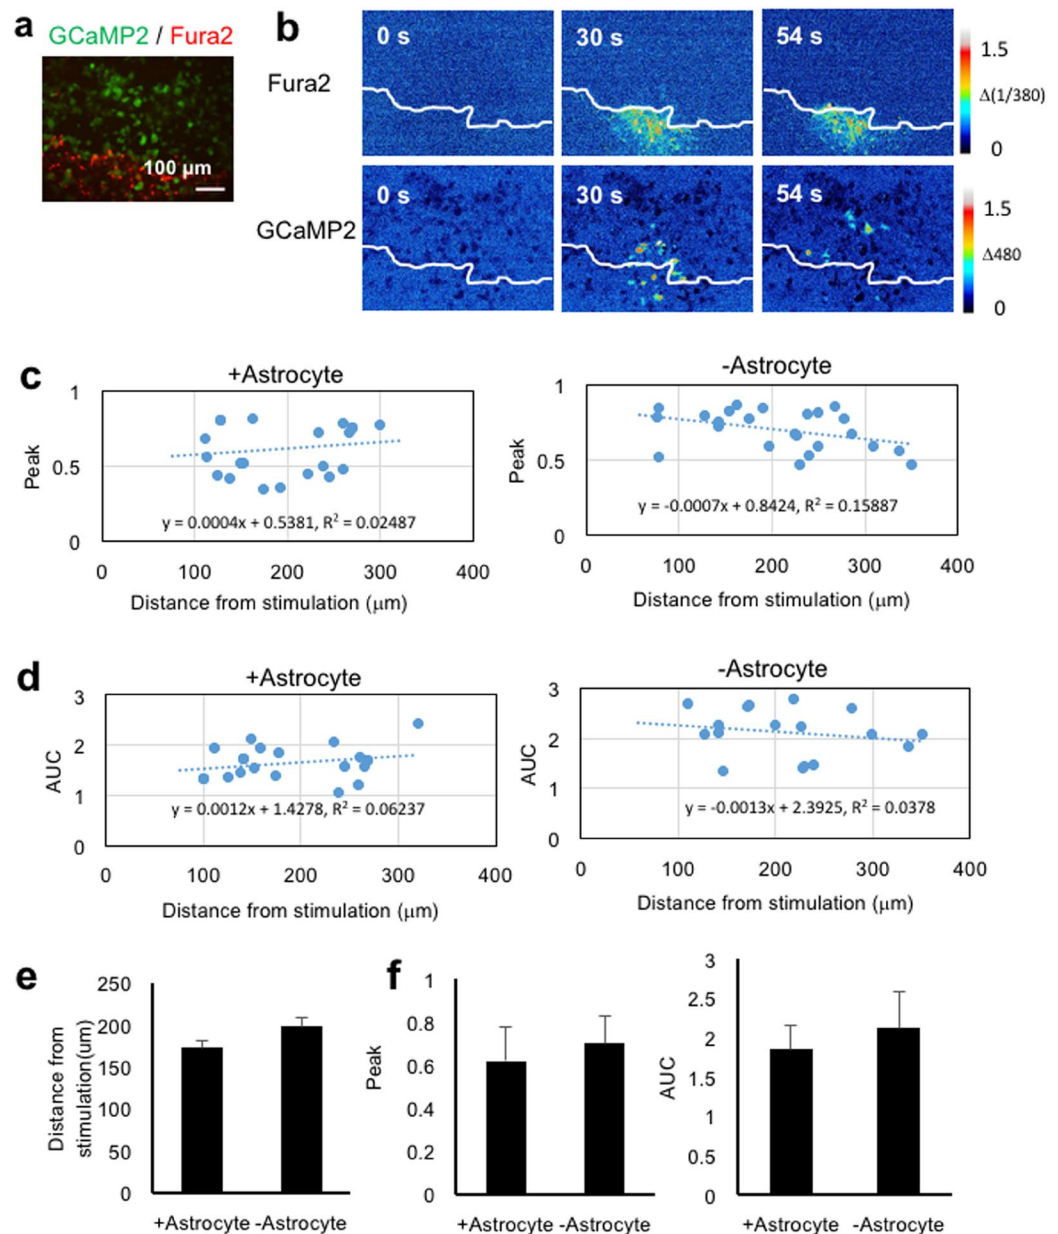 a
GCaMP2 / Fura2
100 µm
b
Fura2
0 s
30 s
54 s
1.5
Δ(1/380)
0
GCaMP2
0 s
30 s
54 s
1.5
Δ480
0
c
+Astrocyte
1
0.5
0
Peak
y = 0.0004x + 0.5381, R² = 0.02487
0 100 200 300 400
Distance from stimulation (µm)
-Astrocyte
1
0.5
0
Peak
y = -0.0007x + 0.8424, R² = 0.15887
0 100 200 300 400
Distance from stimulation (µm)
d
+Astrocyte
3
2
1
0
AUC
y = 0.0012x + 1.4278, R² = 0.06237
0 100 200 300 400
Distance from stimulation (µm)
-Astrocyte
3
2
1
0
AUC
y = -0.0013x + 2.3925, R² = 0.0378
0 100 200 300 400
Distance from stimulation (µm)
e
250
200
150
100
50
0
Distance from
stimulation(um)
+Astrocyte -Astrocyte
f
1
0.8
0.6
0.4
0.2
0
Peak
+Astrocyte -Astrocyte
3
2.5
2
1.5
1
0.5
0
AUC
+Astrocyte -Astrocyte